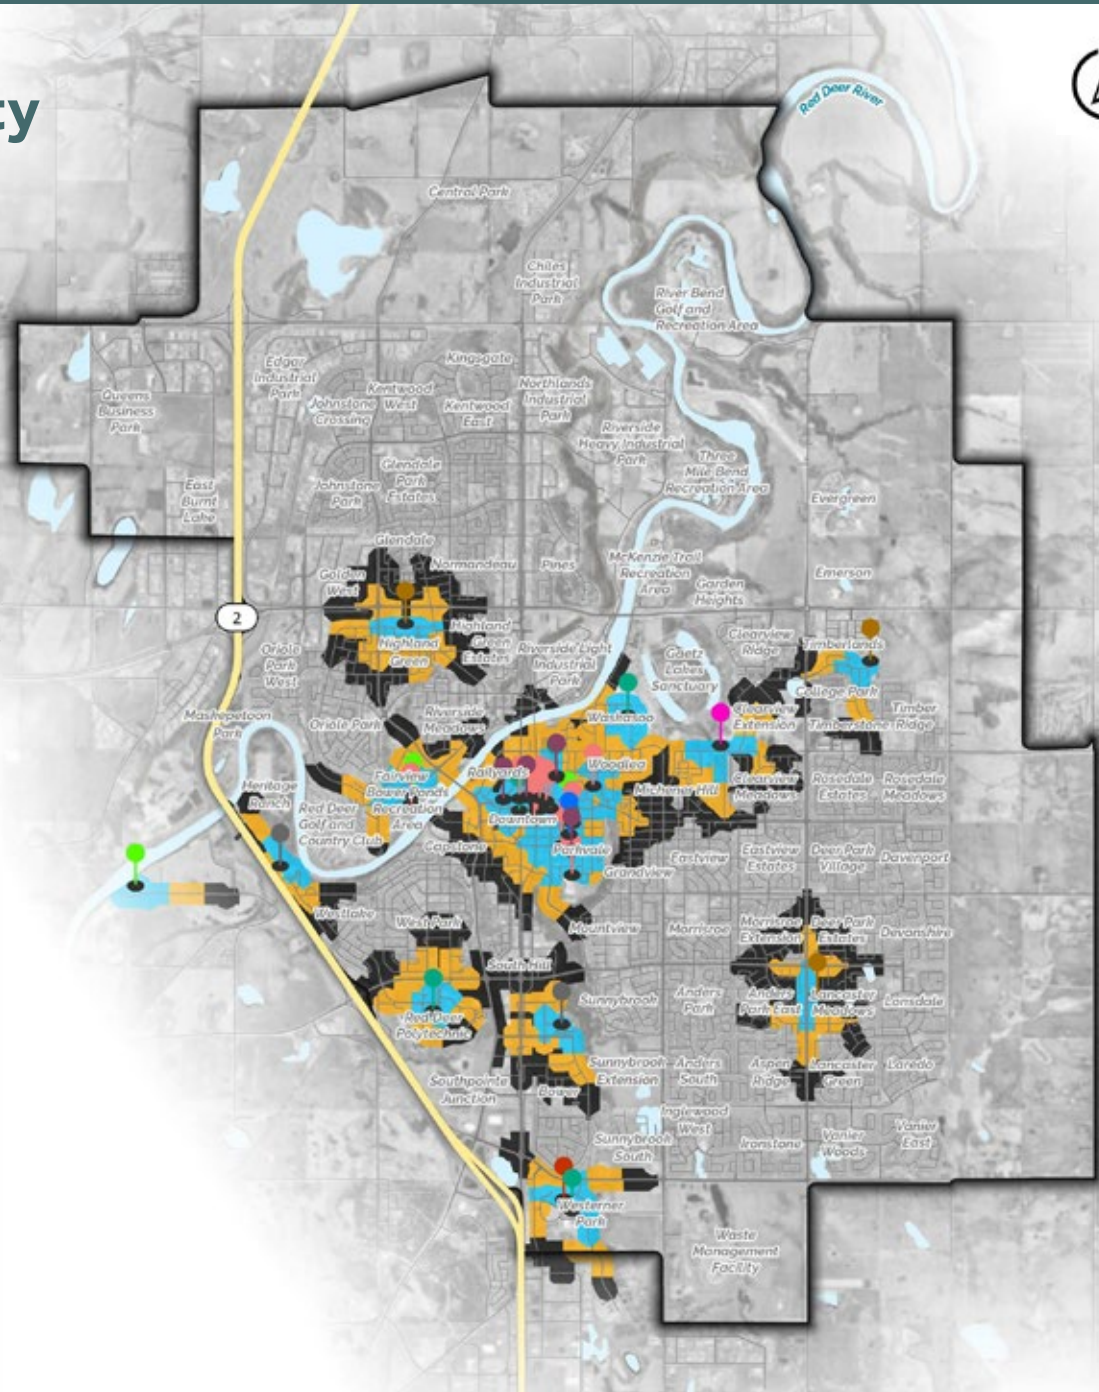 ty
Red Deer River
Central Park
Chiles
Industrial
Park
River Bend
Golf and
Recreation Area
Edgar
Industrial
Park
Kingsgate
Kentwood
West
Northlands
Industrial
Park
Queens
Business
Park
Johnstone
Crossing
Kentwood
East
Riverside
Heavy Industrial
Park
Three
Mile Bend
Recreation Area
Glendale
Park
Estates
Johnstone
Park
East
Burnt
Lake
Evergreen
Glendale
Normandeau
Pines
McKenzie Trail
Recreation
Area
Emerson
Golden
West
Garden
Heights
2
Highland
Green
Highland
Green
Estates
Clearview
Ridge
Timberlands
Oriole
Park
West
Riverside Light
Industrial
Park
Gaetz
Lakes
Sanctuary
College Park
Maskepetoon
Park
Oriole Park
Riverside
Meadows
Waskasoo
Clearview
Extension
Timberstone
Timber
Ridge
Railyards
Woodlea
Fairview
Bower Ponds
Recreation
Area
Heritage
Ranch
Michener Hill
Clearview
Meadows
Rosedale
Estates
Rosedale
Meadows
Red Deer
Golf and
Country Club
Downtown
Capstone
Parkvale
Eastview
Eastview
Estates
Deer Park
Village
Davenport
Grandview
Westlake
West Park
Mountview
Morrisroe
Morrisroe
Extension
Deer Park
Estates
Devonshire
South Hill
Sunnybrook
Anders
Park
Anders
Park East
Lancaster
Meadows
Lonsdale
Red Deer
Polytechnic
Sunnybrook
Extension
Anders
South
Aspen
Ridge
Lancaster
Green
Laredo
Southpointe
Junction
Bower
Inglewood
West
Sunnybrook
South
Ironstone
Vanier
Woods
Vanier
East
Westerner
Park
Waste
Management
Facility